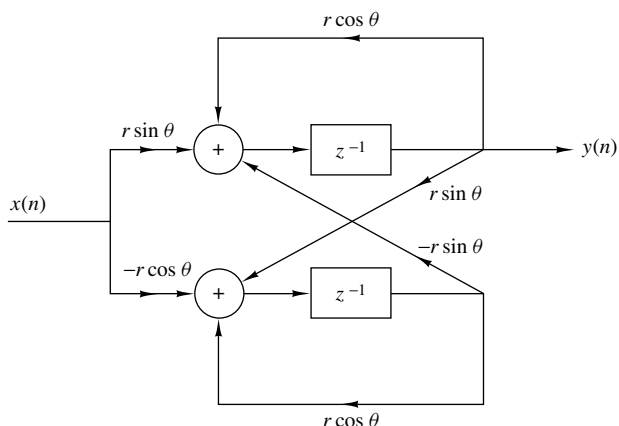 r cos θ
r sin θ
+
z⁻¹
y(n)
r sin θ
x(n)
−r sin θ
−r cos θ
+
z⁻¹
r cos θ